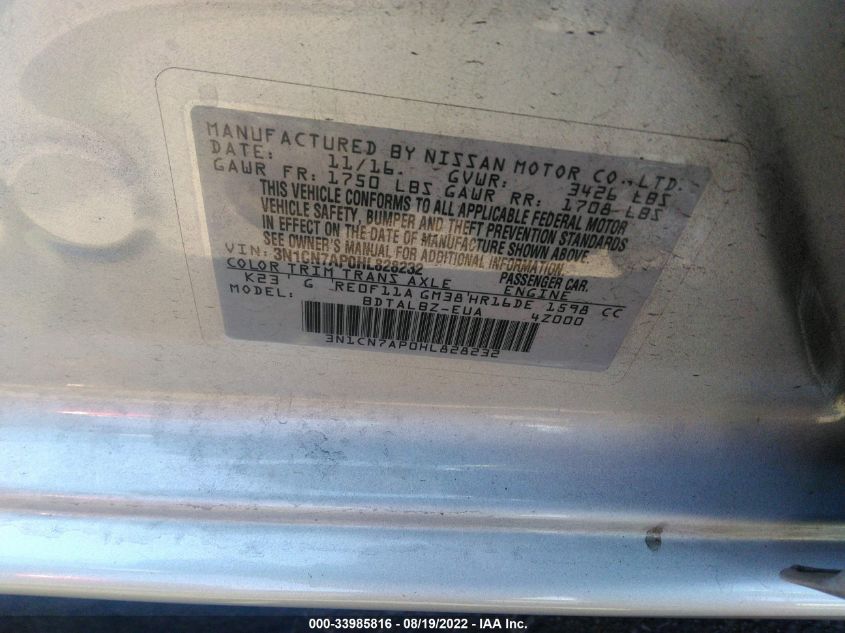 MANUFACTURED BY NISSAN MOTOR CO.,LTD.
DATE: 11/16. GVWR: 3426 LBS
GAWR FR: 1750 LBS GAWR RR: 1708 LBS
THIS VEHICLE CONFORMS TO ALL APPLICABLE FEDERAL MOTOR
VEHICLE SAFETY, BUMPER AND THEFT PREVENTION STANDARDS
IN EFFECT ON THE DATE OF MANUFACTURE SHOWN ABOVE.
SEE OWNER'S MANUAL FOR ADDITIONAL INFORMATION.
VIN: 3N1CN7AP0HL828232 PASSENGER CAR.
COLOR TRIM TRANS AXLE ENGINE
K23 G RE0F11A GM38 HR16DE 1598 CC
MODEL: BDTALBZ-EUA 4Z000
3N1CN7AP0HL828232
000-33985816 - 08/19/2022 - IAA Inc.